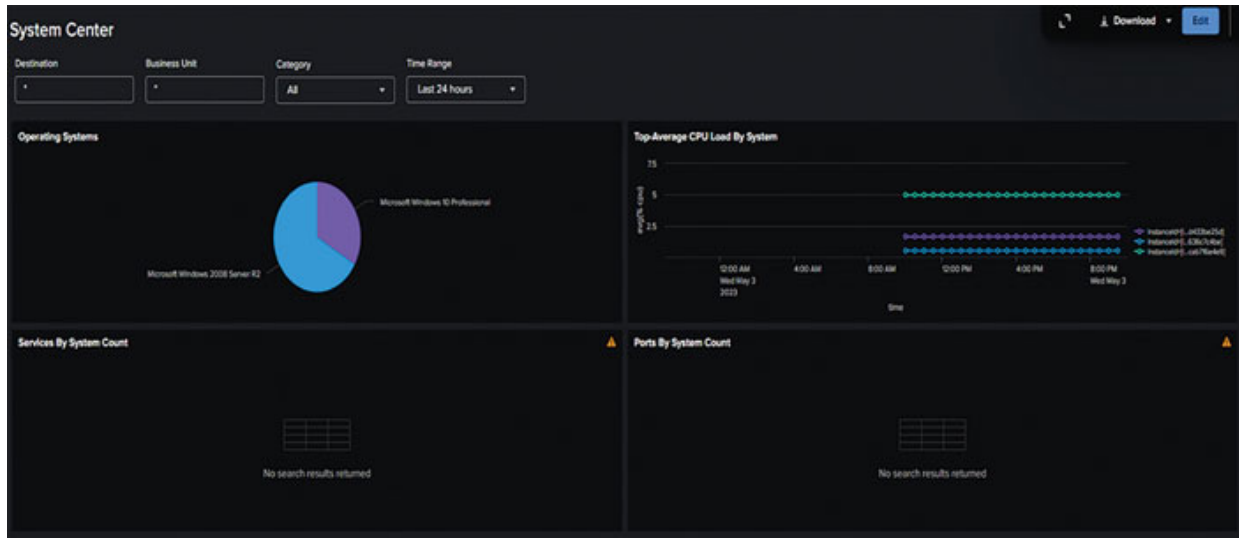 System Center
Download
Edit
Destination
Business Unit
Category
Time Range
*
*
All
Last 24 hours
Operating Systems
Microsoft Windows 10 Professional
Microsoft Windows 2008 Server R2
Top-Average CPU Load By System
7.5
5
2.5
avg(% cpu)
12:00 AM
4:00 AM
8:00 AM
12:00 PM
4:00 PM
8:00 PM
Wed May 3
Wed May 3
2023
time
Services By System Count
No search results returned
Ports By System Count
No search results returned